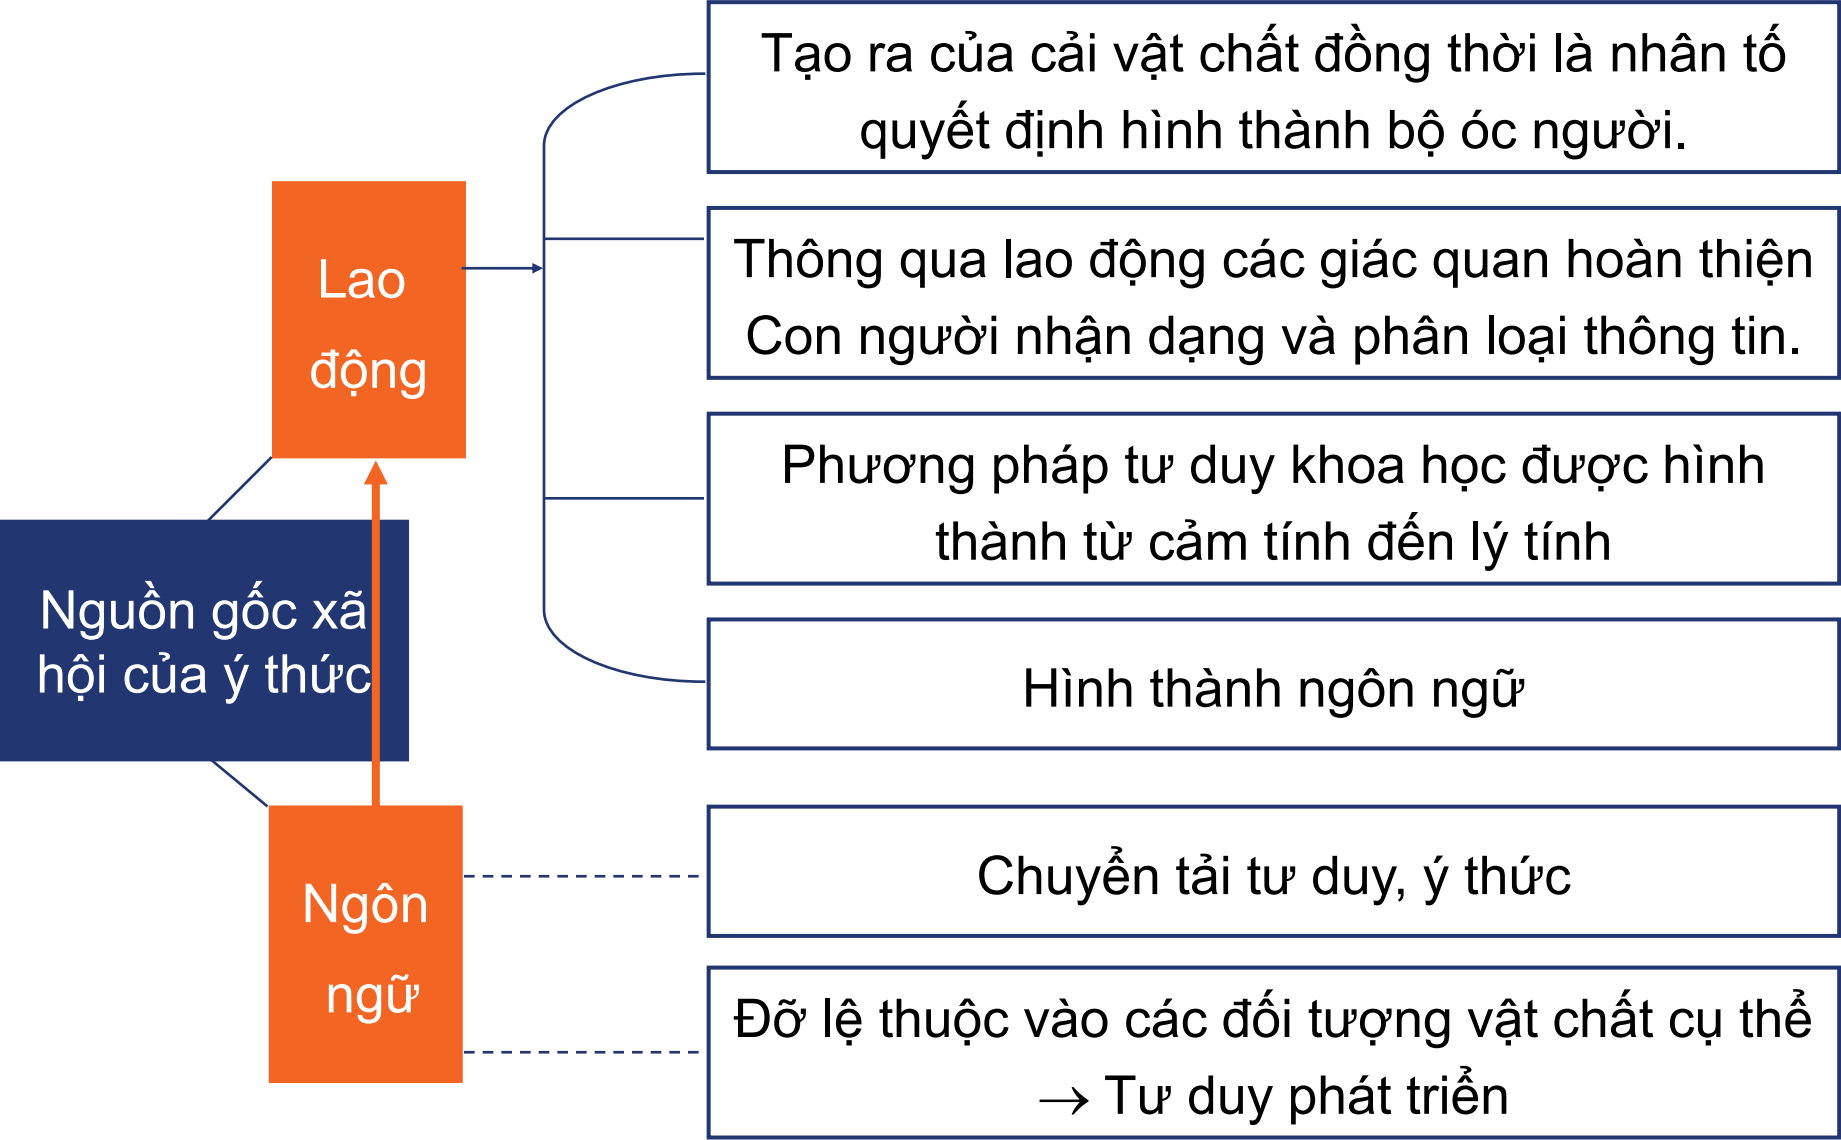 Tạo ra của cải vật chất đồng thời là nhân tố
quyết định hình thành bộ óc người.
Lao
động
Thông qua lao động các giác quan hoàn thiện
Con người nhận dạng và phân loại thông tin.
Phương pháp tư duy khoa học được hình
thành từ cảm tính đến lý tính
Nguồn gốc xã
hội của ý thức
Hình thành ngôn ngữ
Ngôn
ngữ
Chuyển tải tư duy, ý thức
Đỡ lệ thuộc vào các đối tượng vật chất cụ thể
→ Tư duy phát triển